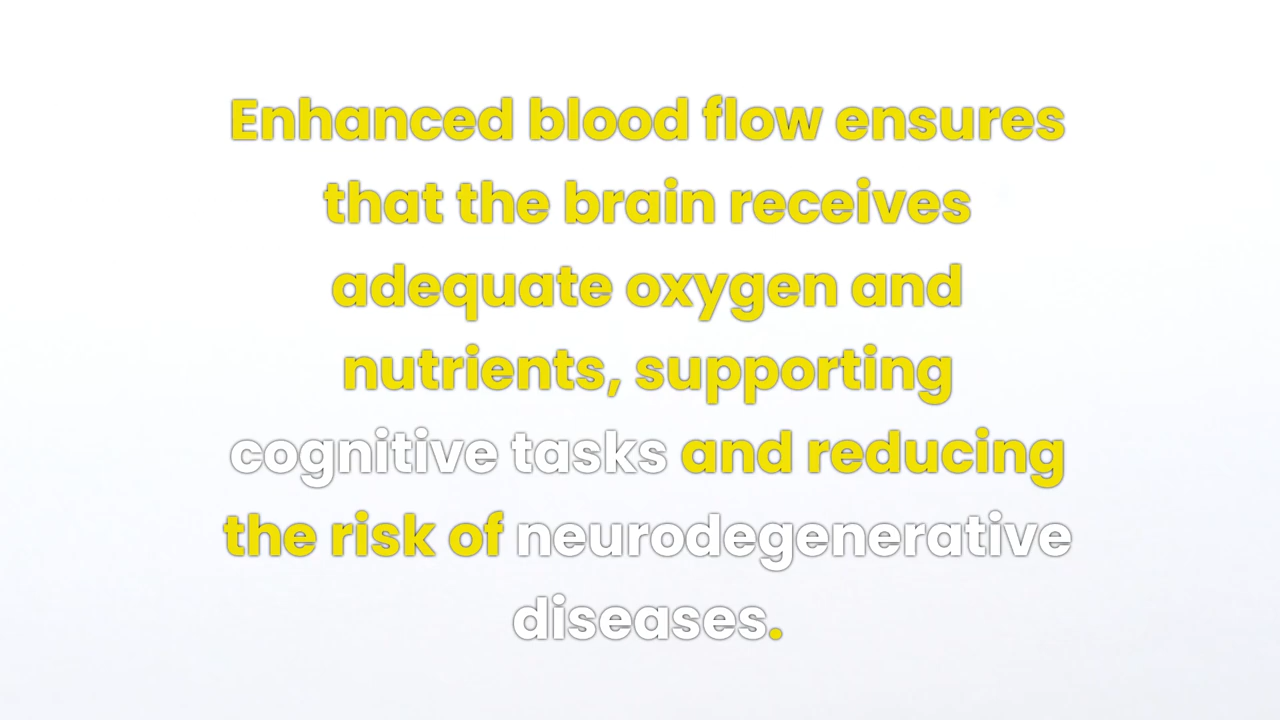 Enhanced blood flow ensures
that the brain receives
adequate oxygen and
nutrients, supporting
cognitive tasks and reducing
the risk of neurodegenerative
diseases.